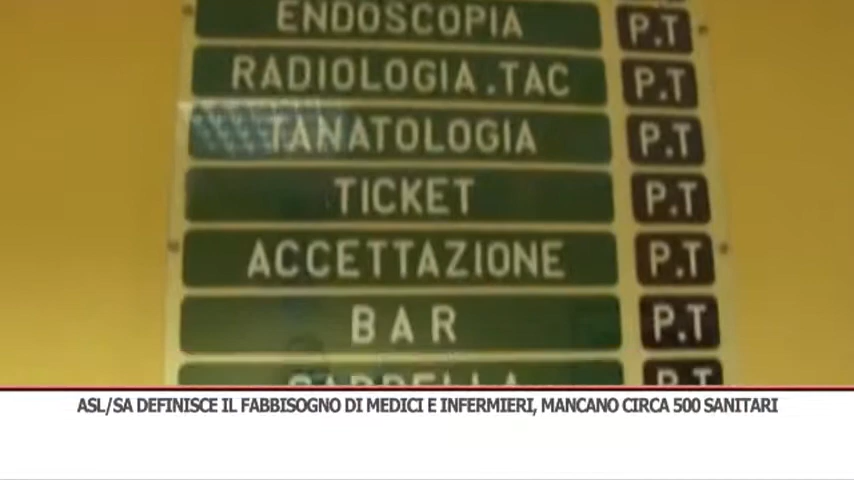 ENDOSCOPIA P.T
RADIOLOGIA.TAC P.T
TANATOLOGIA P.T
TICKET P.T
ACCETTAZIONE P.T
BAR P.T
CAPPELLA P.T
ASL/SA DEFINISCE IL FABBISOGNO DI MEDICI E INFERMIERI, MANCANO CIRCA 500 SANITARI